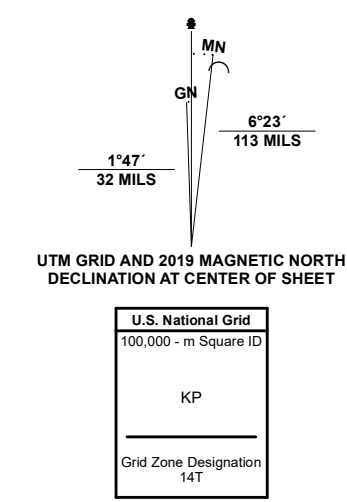 MN
GN
6°23´
113 MILS
1°47´
32 MILS
UTM GRID AND 2019 MAGNETIC NORTH
DECLINATION AT CENTER OF SHEET
U.S. National Grid
100,000 - m Square ID
KP
Grid Zone Designation
14T